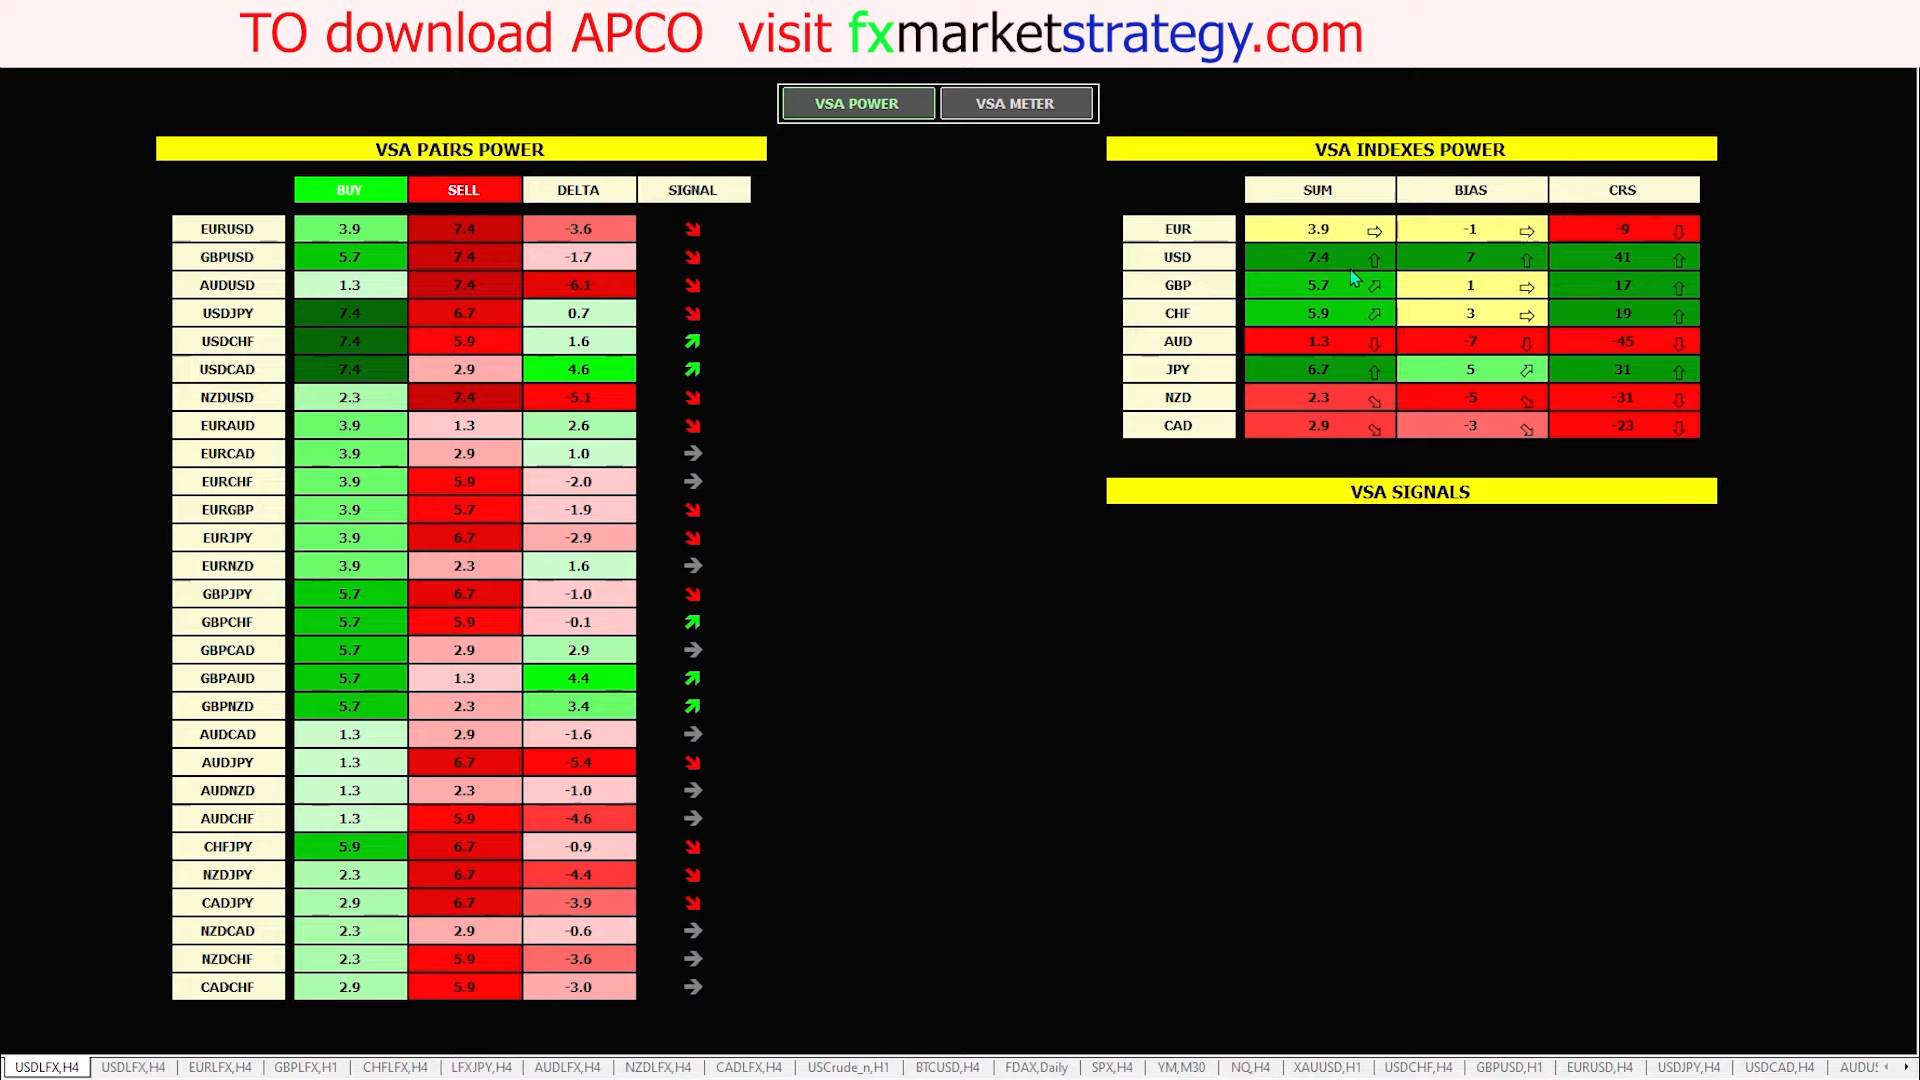 TO download APCO visit fxmarketstrategy.com
VSA POWER VSA METER
VSA PAIRS POWER
BUY SELL DELTA SIGNAL
EURUSD 3.9 7.4 -3.6
GBPUSD 5.7 7.4 -1.7
AUDUSD 1.3 7.4 -6.1
USDJPY 7.4 6.7 0.7
USDCHF 7.4 5.9 1.6
USDCAD 7.4 2.9 4.6
NZDUSD 2.3 7.4 -5.1
EURAUD 3.9 1.3 2.6
EURCAD 3.9 2.9 1.0
EURCHF 3.9 5.9 -2.0
EURGBP 3.9 5.7 -1.9
EURJPY 3.9 6.7 -2.9
EURNZD 3.9 2.3 1.6
GBPJPY 5.7 6.7 -1.0
GBPCHF 5.7 5.9 -0.1
GBPCAD 5.7 2.9 2.9
GBPAUD 5.7 1.3 4.4
GBPNZD 5.7 2.3 3.4
AUDCAD 1.3 2.9 -1.6
AUDJPY 1.3 6.7 -5.4
AUDNZD 1.3 2.3 -1.0
AUDCHF 1.3 5.9 -4.6
CHFJPY 5.9 6.7 -0.9
NZDJPY 2.3 6.7 -4.4
CADJPY 2.9 6.7 -3.9
NZDCAD 2.3 2.9 -0.6
NZDCHF 2.3 5.9 -3.6
CADCHF 2.9 5.9 -3.0
VSA INDEXES POWER
SUM BIAS CRS
EUR 3.9 -1 -9
USD 7.4 7 41
GBP 5.7 1 17
CHF 5.9 3 19
AUD 1.3 -7 -45
JPY 6.7 5 31
NZD 2.3 -5 -31
CAD 2.9 -3 -23
VSA SIGNALS
USDLFX,H4 USDLFX,H4 EURLFX,H4 GBPLFX,H1 CHFLFX,H4 LFXJPY,H4 AUDLFX,H4 NZDLFX,H4 CADLFX,H4 USCrude_n,H1 BTCUSD,H4 FDAX,Daily SPX,H4 YM,M30 NQ,H4 XAUUSD,H1 USDCHF,H4 GBPUSD,H1 EURUSD,H4 USDJPY,H4 USDCAD,H4